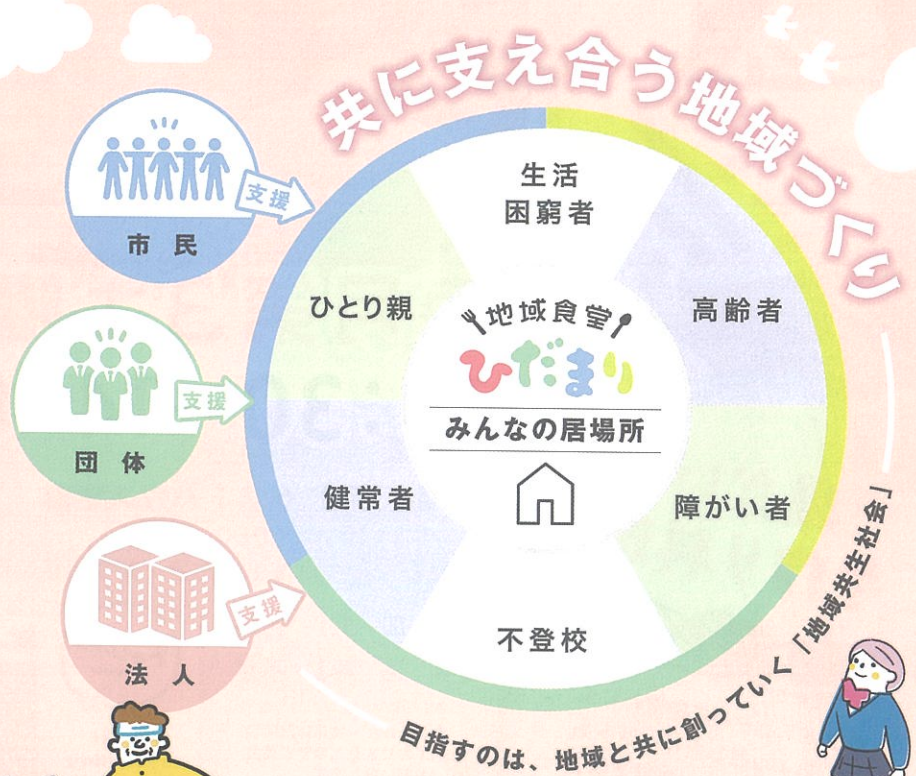 共に支え合う地域づくり
市民
支援
団体
支援
法人
支援
生活
困窮者
ひとり親
高齢者
地域食堂
ひだまり
みんなの居場所
健常者
障がい者
不登校
目指すのは、地域と共に創っていく「地域共生社会」